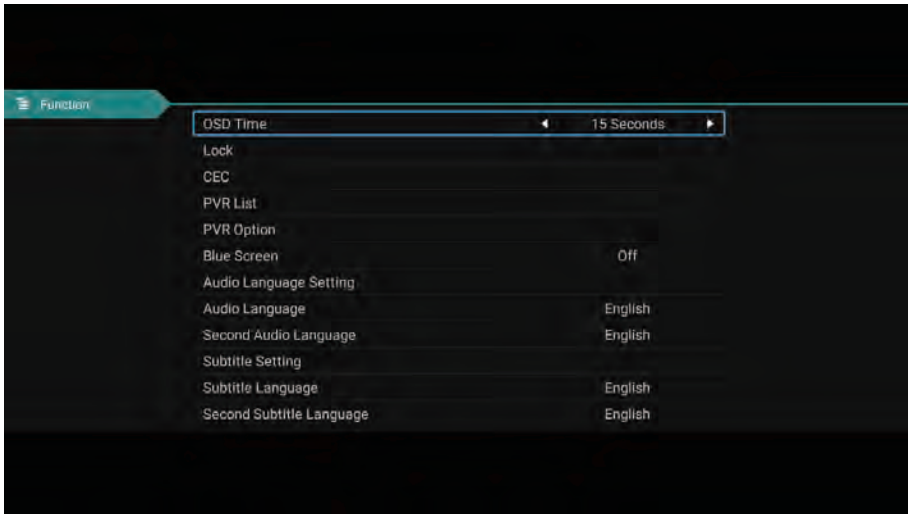 Function
OSD Time 15 Seconds
Lock
CEC
PVR List
PVR Option
Blue Screen Off
Audio Language Setting
Audio Language English
Second Audio Language English
Subtitle Setting
Subtitle Language English
Second Subtitle Language English